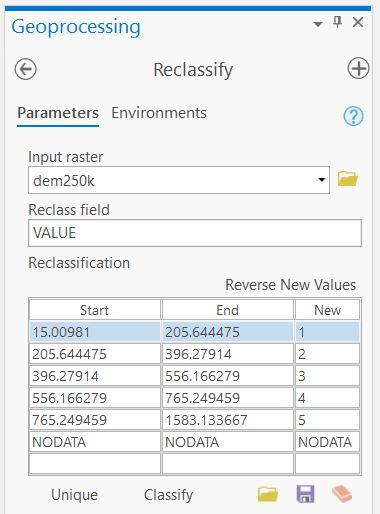 Geoprocessing
Reclassify
Parameters Environments
Input raster
dem250k
Reclass field
VALUE
Reclassification
Reverse New Values
Start End New
15.00981 205.644475 1
205.644475 396.27914 2
396.27914 556.166279 3
556.166279 765.249459 4
765.249459 1583.133667 5
NODATA NODATA NODATA
Unique Classify